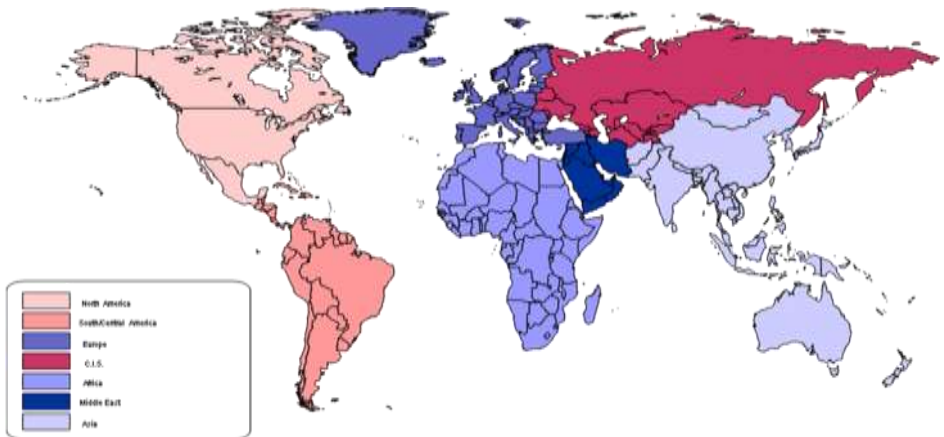 North America
South/Central America
Europe
C.I.S.
Africa
Middle East
Asia